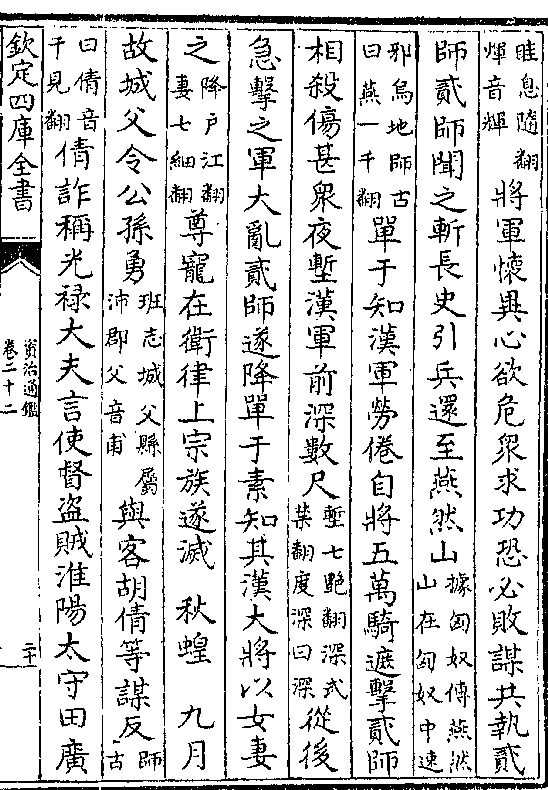 眭息隨翻煇音輝將軍懷異心欲危衆求功恐必敗謀共執貳
師貳師聞之斬長史引兵還至燕然山據匈奴傳燕然山在匈奴中速
邪烏地師古曰燕一千翻單于知漢軍勞倦自將五萬騎遮擊貳師
相殺傷甚衆夜塹漢軍前深數尺塹七艶翻深式禁翻度深曰深從後
急擊之軍大亂貳師遂降單于素知其漢大將以女妻
之降戶江翻妻七細翻尊寵在衛律上宗族遂滅 秋蝗 九月
故城父令公孫勇班志城父縣屬沛郡父音甫與客胡倩等謀反師古
曰倩音千見翻倩詐稱光祿大夫言使督盜賊淮陽太守田廣
欽定四庫全書
資治通鑑
卷二十二